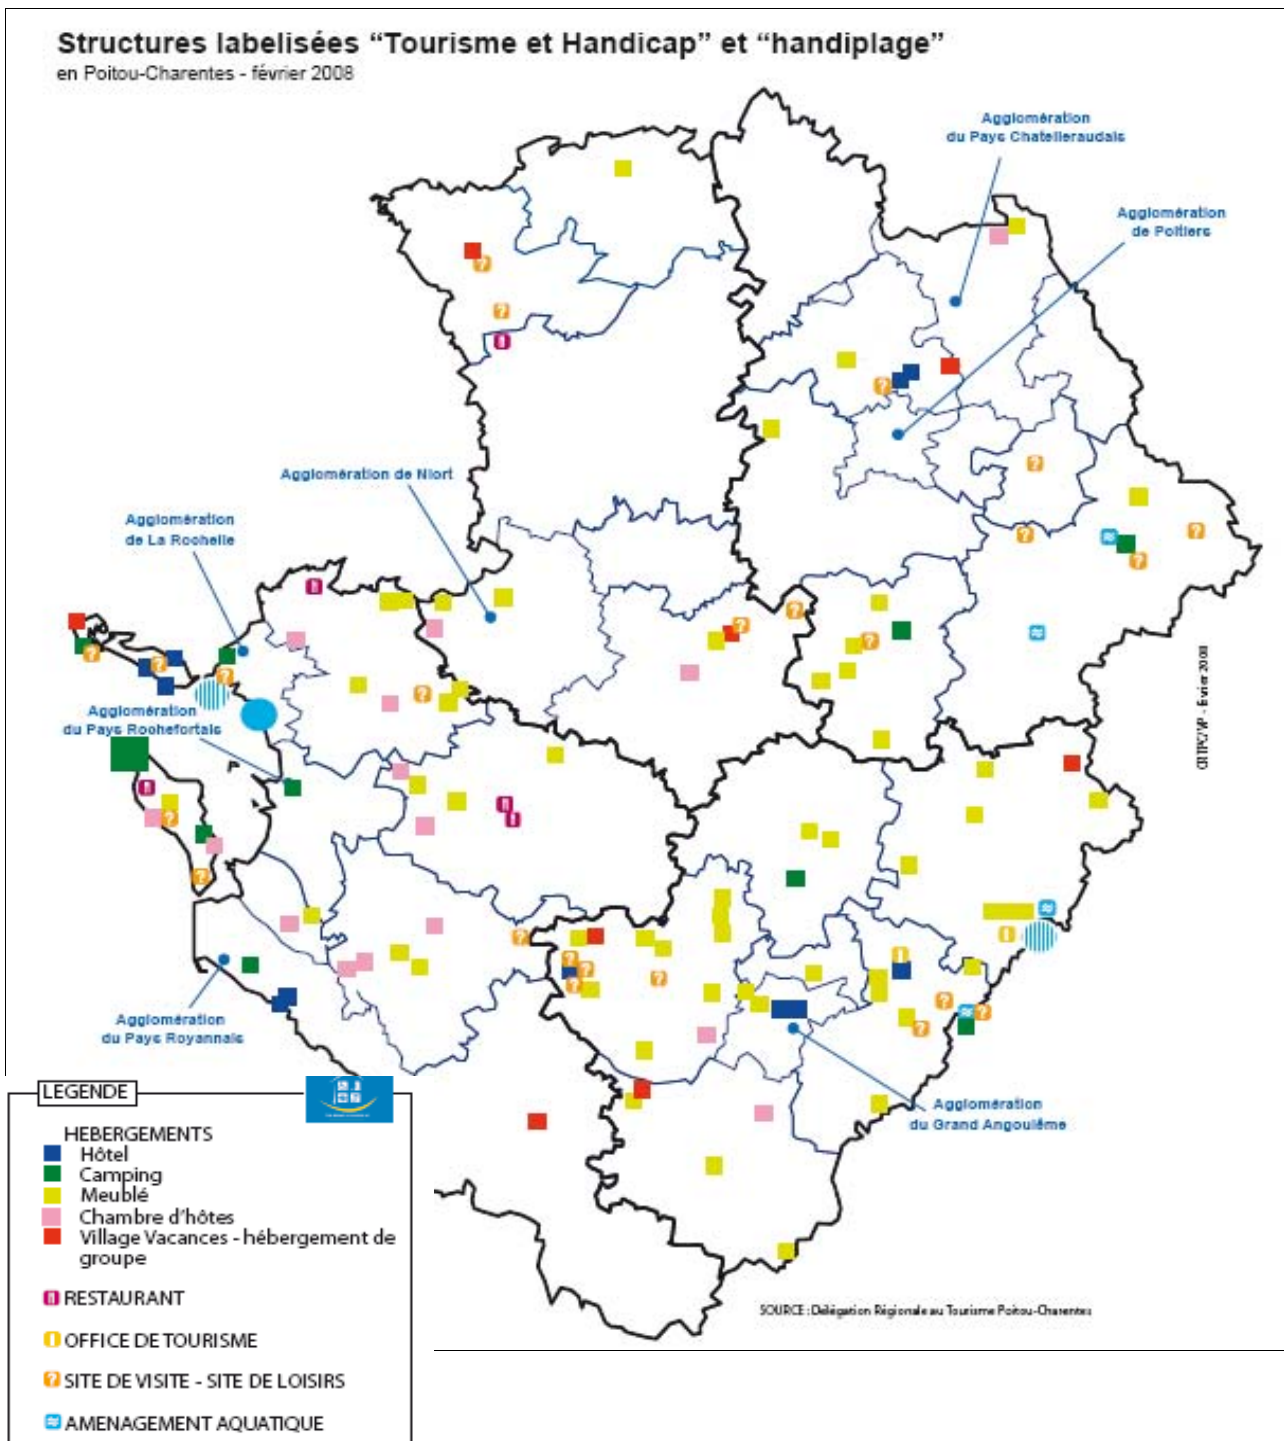 Structures labelisées “Tourisme et Handicap” et “handiplage”
en Poitou-Charentes - février 2008
Agglomération
du Pays Chatelleraudais
Agglomération
de Poitiers
Agglomération de Niort
Agglomération
de La Rochelle
Agglomération
du Pays Rochefortais
Agglomération
du Pays Royannais
Agglomération
du Grand Angoulême
SOURCE : Délégation Régionale au Tourisme Poitou-Charentes
LEGENDE
HEBERGEMENTS
Hôtel
Camping
Meublé
Chambre d'hôtes
Village Vacances - hébergement de
groupe
RESTAURANT
OFFICE DE TOURISME
SITE DE VISITE - SITE DE LOISIRS
AMENAGEMENT AQUATIQUE